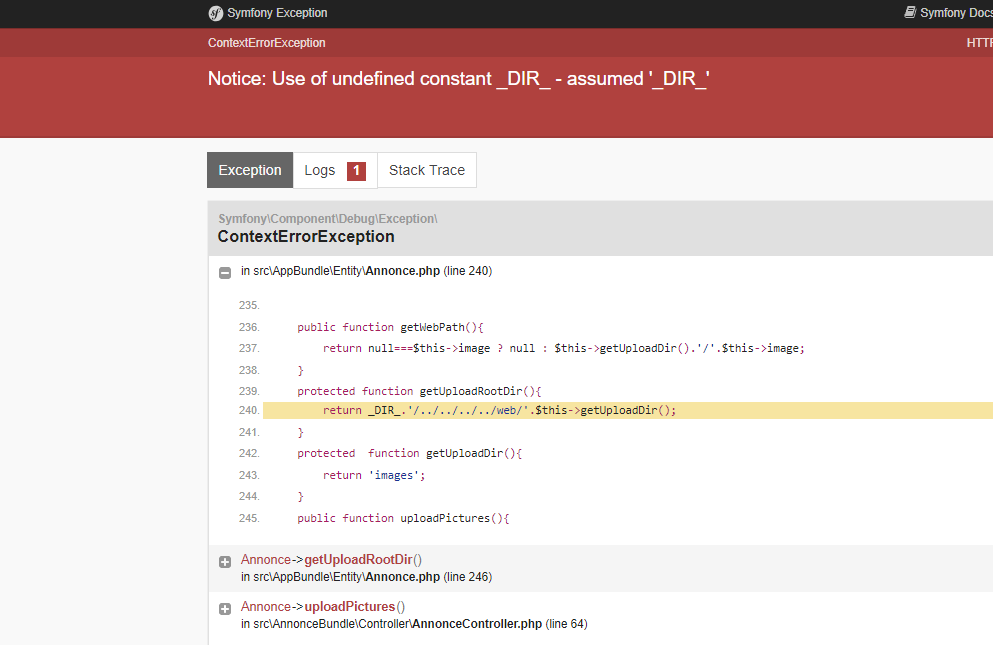 Symfony Exception
Symfony Docs
ContextErrorException
HTTP
Notice: Use of undefined constant _DIR_ - assumed '_DIR_'
Exception
Logs 1
Stack Trace
Symfony\Component\Debug\Exception\
ContextErrorException
in src\AppBundle\Entity\Annonce.php (line 240)
235.
236. public function getWebPath(){
237. return null===$this->image ? null : $this->getUploadDir().'/'.$this->image;
238. }
239. protected function getUploadRootDir(){
240. return _DIR_.'/../../../../web/'.$this->getUploadDir();
241. }
242. protected  function getUploadDir(){
243. return 'images';
244. }
245. public function uploadPictures(){
Annonce->getUploadRootDir()
in src\AppBundle\Entity\Annonce.php (line 246)
Annonce->uploadPictures()
in src\AnnonceBundle\Controller\AnnonceController.php (line 64)